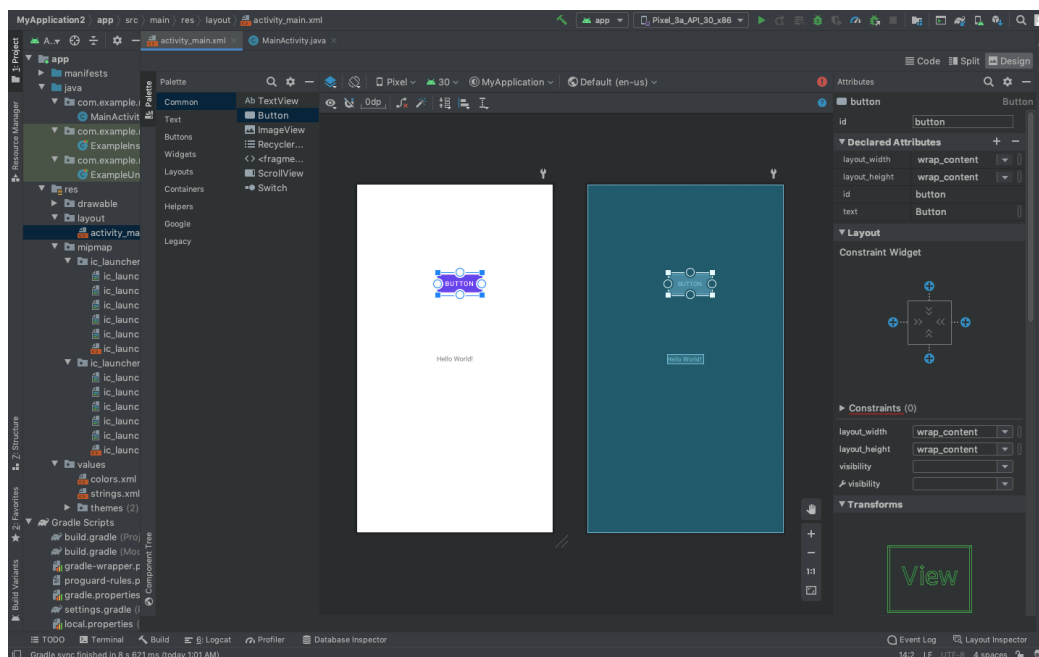 MyApplication2 〉 app 〉 src 〉 main 〉 res 〉 layout 〉 activity_main.xml
app
Pixel_3a_API_30_x86
A..
activity_main.xml
MainActivity.java
Code
Split
Design
1: Project
Resource Manager
Z: Structure
2: Favorites
Build Variants
app
manifests
java
com.example.
MainActivit
com.example.
ExampleIns
com.example.
ExampleUn
res
drawable
layout
activity_ma
mipmap
ic_launcher
ic_launc
ic_launc
ic_launc
ic_launc
ic_launc
ic_launc
ic_launcher
ic_launc
ic_launc
ic_launc
ic_launc
ic_launc
ic_launc
values
colors.xml
strings.xml
themes (2)
Gradle Scripts
build.gradle (Proj
build.gradle (Moc
gradle-wrapper.p
proguard-rules.p
gradle.properties
settings.gradle (
local.properties (
Palette
Component Tree
Palette
Common
Text
Buttons
Widgets
Layouts
Containers
Helpers
Google
Legacy
Ab TextView
Button
ImageView
Recycler...
<> <fragme...
ScrollView
Switch
Pixel
30
MyApplication
Default (en-us)
0dp
BUTTON
Hello World!
BUTTON
Hello World!
1:1
Attributes
button
Button
id
button
Declared Attributes
layout_width wrap_content
layout_height wrap_content
id button
text Button
Layout
Constraint Widget
Constraints (0)
layout_width wrap_content
layout_height wrap_content
visibility
visibility
Transforms
View
TODO
Terminal
Build
6: Logcat
Profiler
Database Inspector
Event Log
Layout Inspector
Gradle sync finished in 8 s 621 ms (today 1:01 AM)
14:2 LF UTF-8 4 spaces